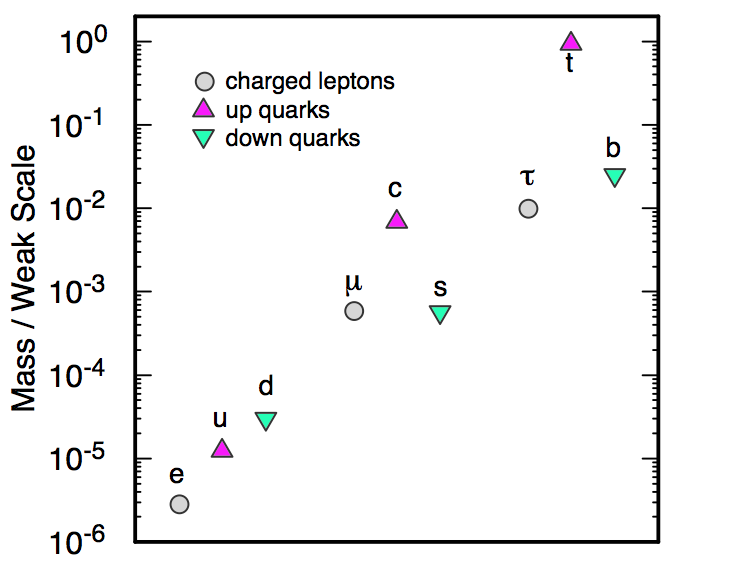 10⁰
t
charged leptons
up quarks
down quarks
10⁻¹
b
τ
c
10⁻²
Mass / Weak Scale
10⁻³
μ
s
10⁻⁴
d
u
10⁻⁵
e
10⁻⁶